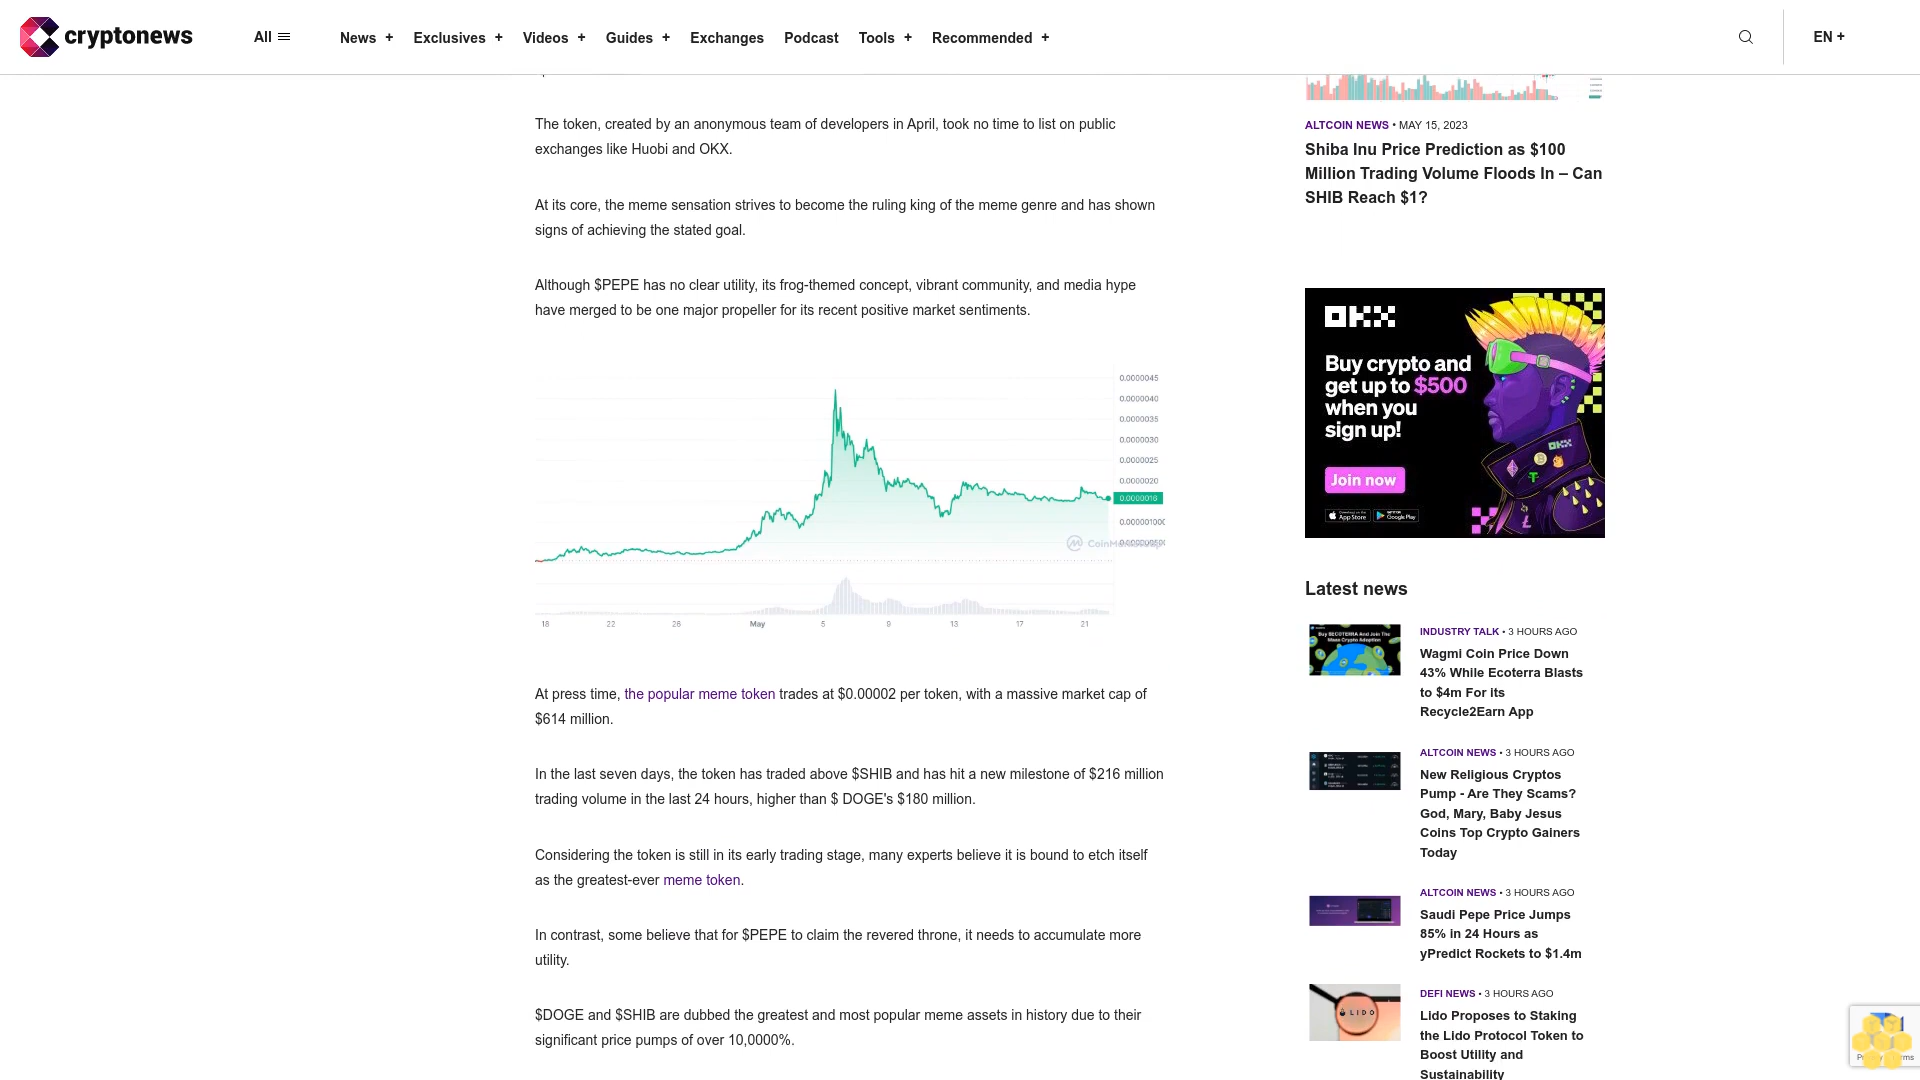 cryptonews
All
News +
Exclusives +
Videos +
Guides +
Exchanges
Podcast
Tools +
Recommended +
EN +
The token, created by an anonymous team of developers in April, took no time to list on public
exchanges like Huobi and OKX.
At its core, the meme sensation strives to become the ruling king of the meme genre and has shown
signs of achieving the stated goal.
Although $PEPE has no clear utility, its frog-themed concept, vibrant community, and media hype
have merged to be one major propeller for its recent positive market sentiments.
0.0000045
0.0000040
0.0000035
0.0000030
0.0000025
0.0000020
0.0000016
18
22
26
May
5
9
13
17
21
At press time, the popular meme token trades at $0.00002 per token, with a massive market cap of
$614 million.
In the last seven days, the token has traded above $SHIB and has hit a new milestone of $216 million
trading volume in the last 24 hours, higher than $ DOGE's $180 million.
Considering the token is still in its early trading stage, many experts believe it is bound to etch itself
as the greatest-ever meme token.
In contrast, some believe that for $PEPE to claim the revered throne, it needs to accumulate more
utility.
$DOGE and $SHIB are dubbed the greatest and most popular meme assets in history due to their
significant price pumps of over 10,0000%.
ALTCOIN NEWS • MAY 15, 2023
Shiba Inu Price Prediction as $100
Million Trading Volume Floods In – Can
SHIB Reach $1?
OKX
Buy crypto and
get up to $500
when you
sign up!
Join now
App Store
Google Play
OKX
Latest news
Buy $ECOTERRA And Join The
Mass Crypto Adoption
INDUSTRY TALK • 3 HOURS AGO
Wagmi Coin Price Down
43% While Ecoterra Blasts
to $4m For its
Recycle2Earn App
ALTCOIN NEWS • 3 HOURS AGO
New Religious Cryptos
Pump - Are They Scams?
God, Mary, Baby Jesus
Coins Top Crypto Gainers
Today
ALTCOIN NEWS • 3 HOURS AGO
Saudi Pepe Price Jumps
85% in 24 Hours as
yPredict Rockets to $1.4m
LIDO
DEFI NEWS • 3 HOURS AGO
Lido Proposes to Staking
the Lido Protocol Token to
Boost Utility and
Sustainability